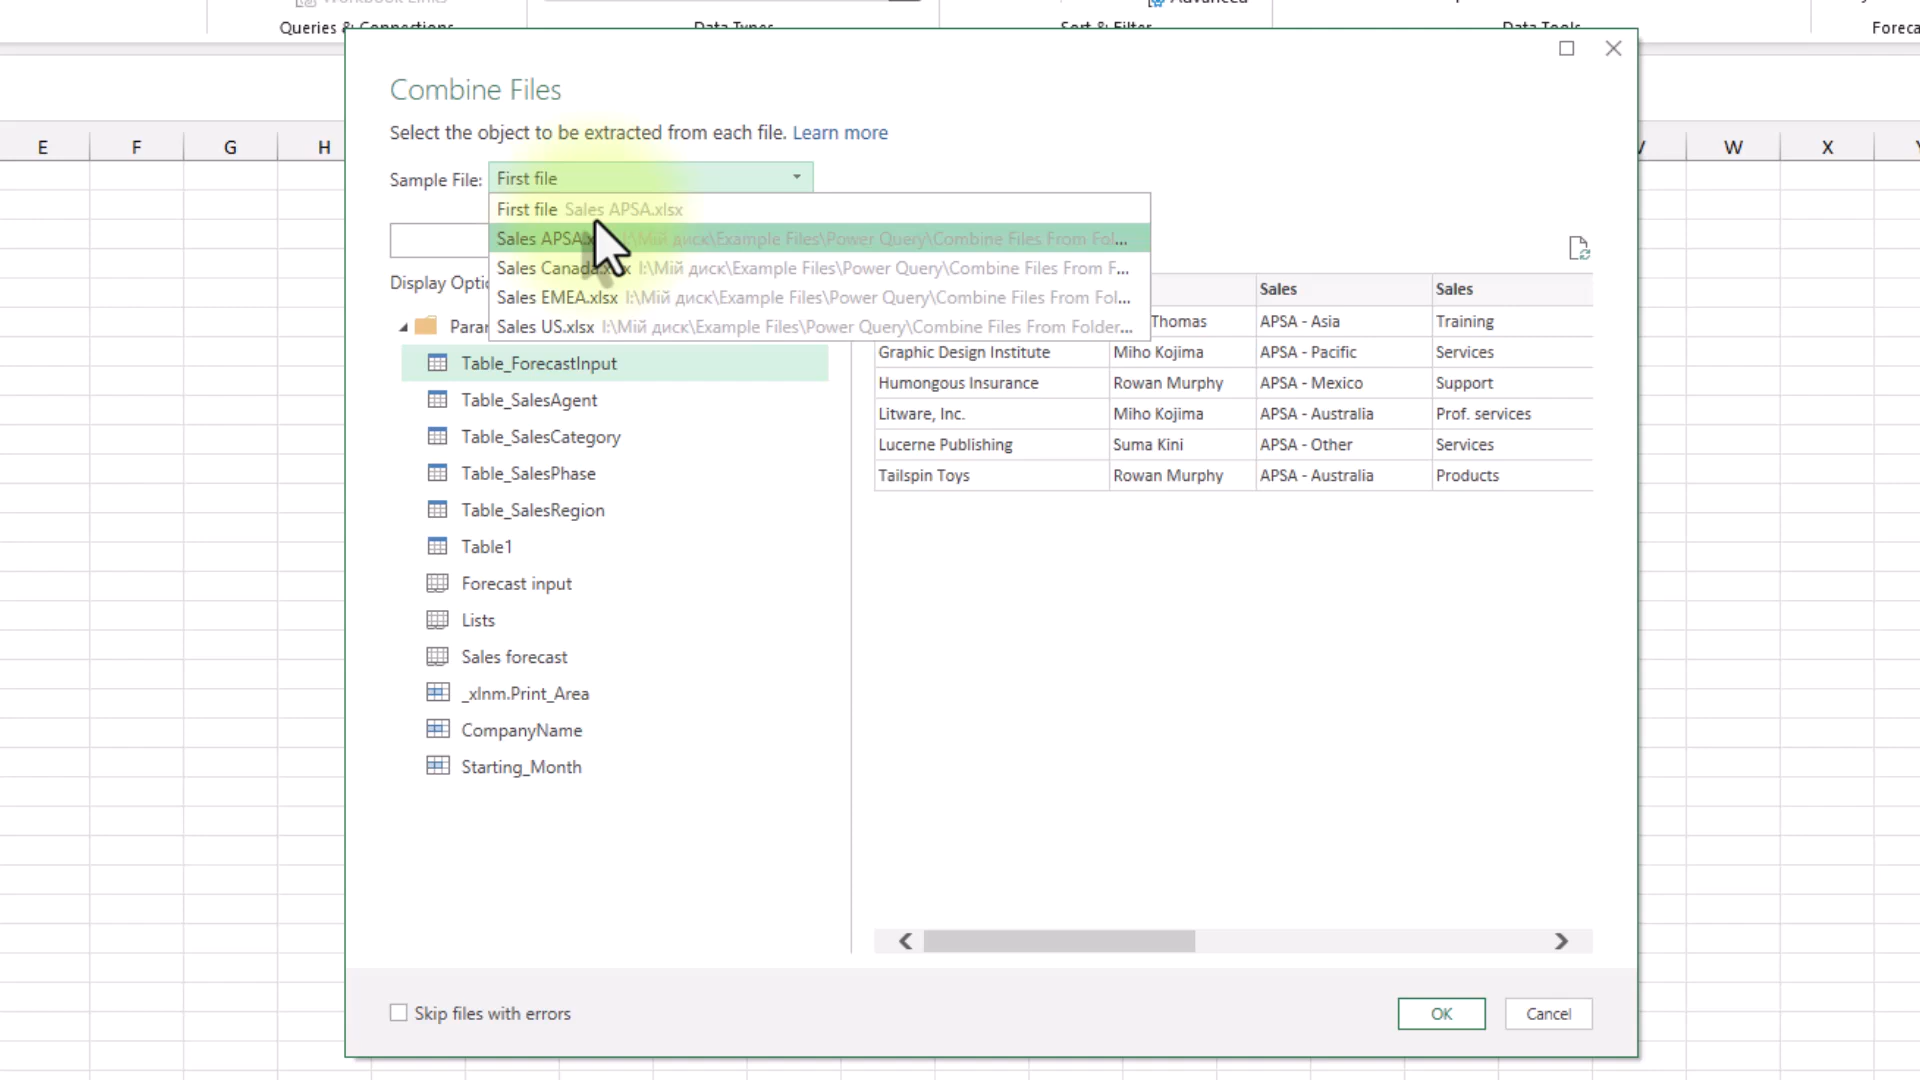 Workbook Links
Advanced
Queries & Connections
Data Types
Sort & Filter
Data Tools
Combine Files
E F G H W X
Select the object to be extracted from each file. Learn more
Sample File: First file
First file Sales APSA.xlsx
Sales APSA диск\Example Files\Power Query\Combine Files From Fol...
Sales Canada I:\Мій диск\Example Files\Power Query\Combine Files From F...
Sales EMEA.xlsx I:\Мій диск\Example Files\Power Query\Combine Files From Fol...
Sales US.xlsx I:\Мій диск\Example Files\Power Query\Combine Files From Folder...
Display
Table_ForecastInput
Table_SalesAgent
Table_SalesCategory
Table_SalesPhase
Table_SalesRegion
Table1
Forecast input
Lists
Sales forecast
_xlnm.Print_Area
CompanyName
Starting_Month
Sales Sales
Thomas APSA - Asia Training
Graphic Design Institute Miho Kojima APSA - Pacific Services
Humongous Insurance Rowan Murphy APSA - Mexico Support
Litware, Inc. Miho Kojima APSA - Australia Prof. services
Lucerne Publishing Suma Kini APSA - Other Services
Tailspin Toys Rowan Murphy APSA - Australia Products
Skip files with errors
OK
Cancel